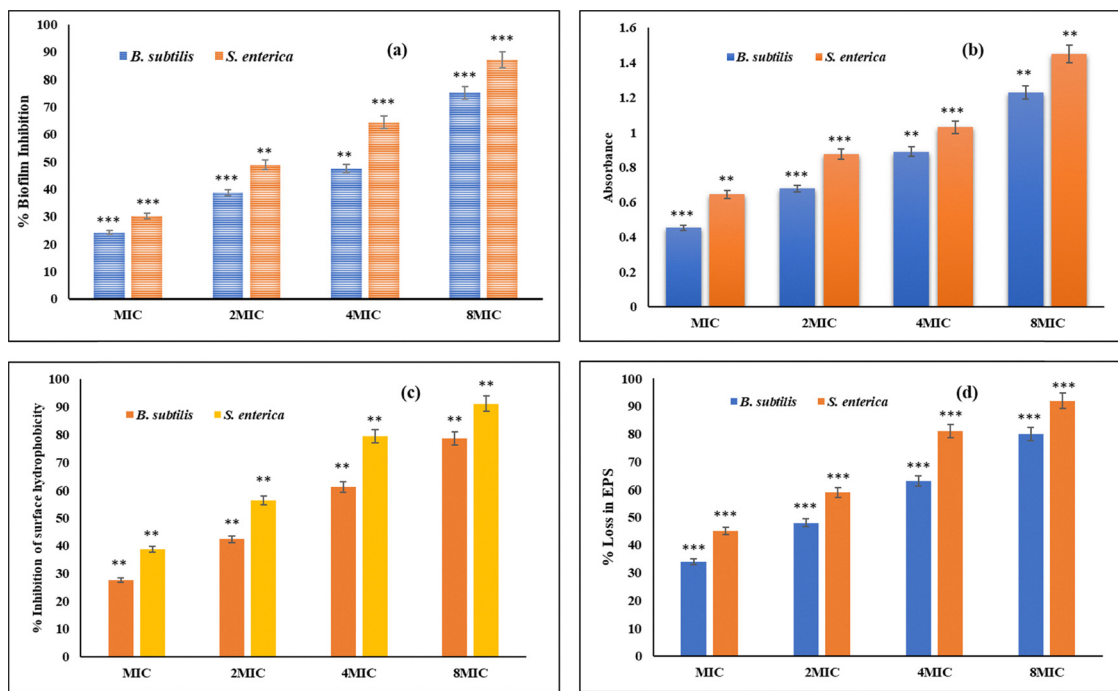 (a)
B. subtilis S. enterica
% Biofilm Inhibition
100
90
80
70
60
50
40
30
20
10
0
*** *** *** ** ** *** *** ***
MIC 2MIC 4MIC 8MIC
(b)
B. subtilis S. enterica
Absorbance
1.6
1.4
1.2
1
0.8
0.6
0.4
0.2
0
*** ** *** *** ** *** ** **
MIC 2MIC 4MIC 8MIC
(c)
B. subtilis S. enterica
% Inhibition of surface hydrophobicity
100
90
80
70
60
50
40
30
20
10
0
** ** ** ** ** ** ** **
MIC 2MIC 4MIC 8MIC
(d)
B. subtilis S. enterica
% Loss in EPS
100
90
80
70
60
50
40
30
20
10
0
*** *** *** *** *** *** *** ***
MIC 2MIC 4MIC 8MIC